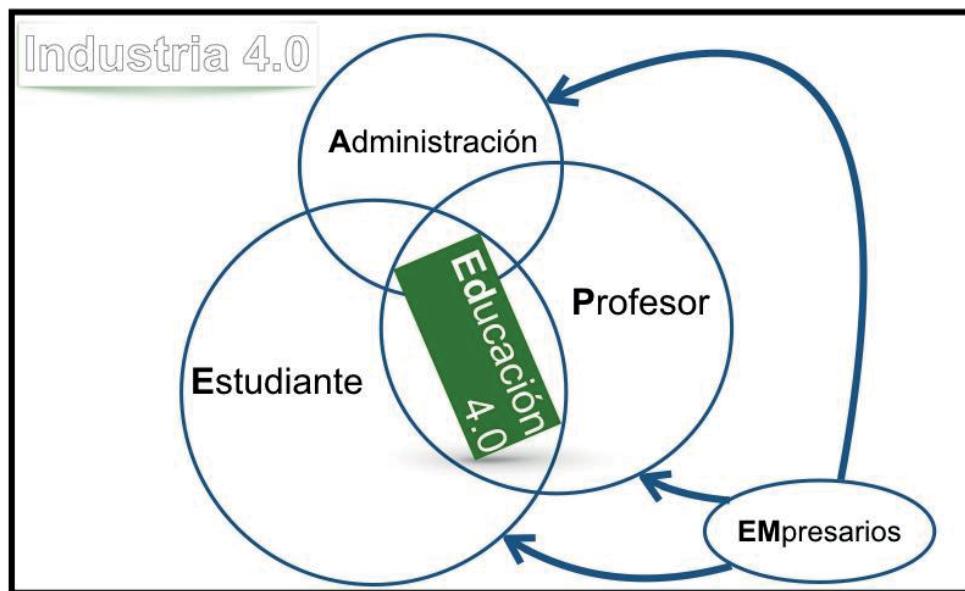 Industria 4.0
Administración
Profesor
Estudiante
Educación
4.0
EMpresarios